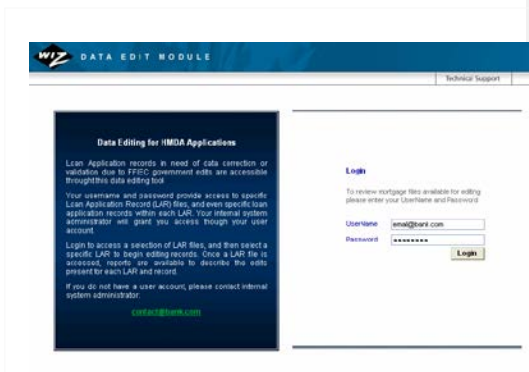 WIZ DATA EDIT MODULE
Technical Support
Data Editing for HMDA Applications
Loan Application records in need of data correction or
validation due to FFIEC government edits are accessible
throught this data editing tool
Your username and password provide access to specific
Loan Application Record (LAR) files, and even specific loan
application records within each LAR. Your internal system
administrator will grant you access though your user
account.
Login to access a selection of LAR files, and then select a
specific LAR to begin editing records. Once a LAR file is
accessed, reports are available to describe the edits
present for each LAR and record.
If you do not have a user account, please contact internal
system administrator.
contact@bank.com
Login
To review mortgage files available for editing
please enter your UserName and Password
UserName email@bank.com
Password ********
Login